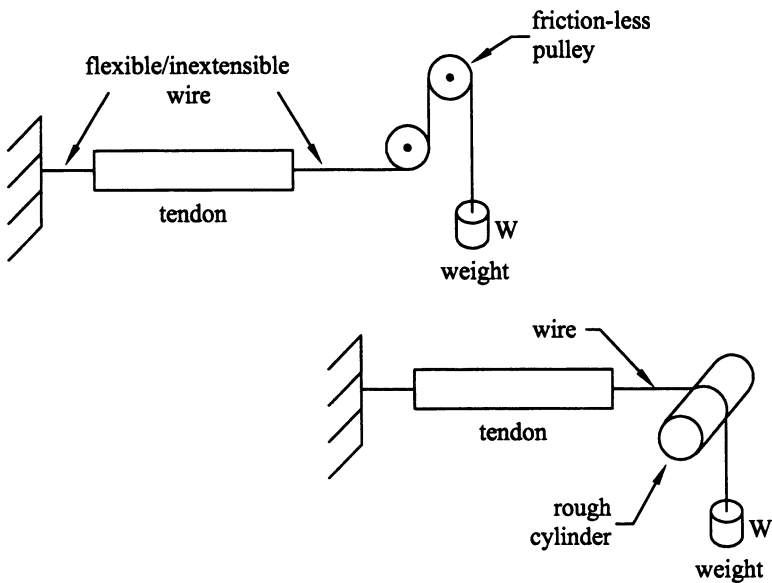 friction-less
pulley
flexible/inextensible
wire
tendon
W
weight
wire
tendon
rough
cylinder
W
weight